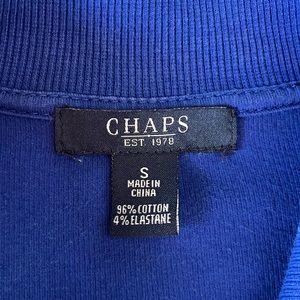 CHAPS
EST. 1978
S
MADE IN
CHINA
96% COTTON
4% ELASTANE